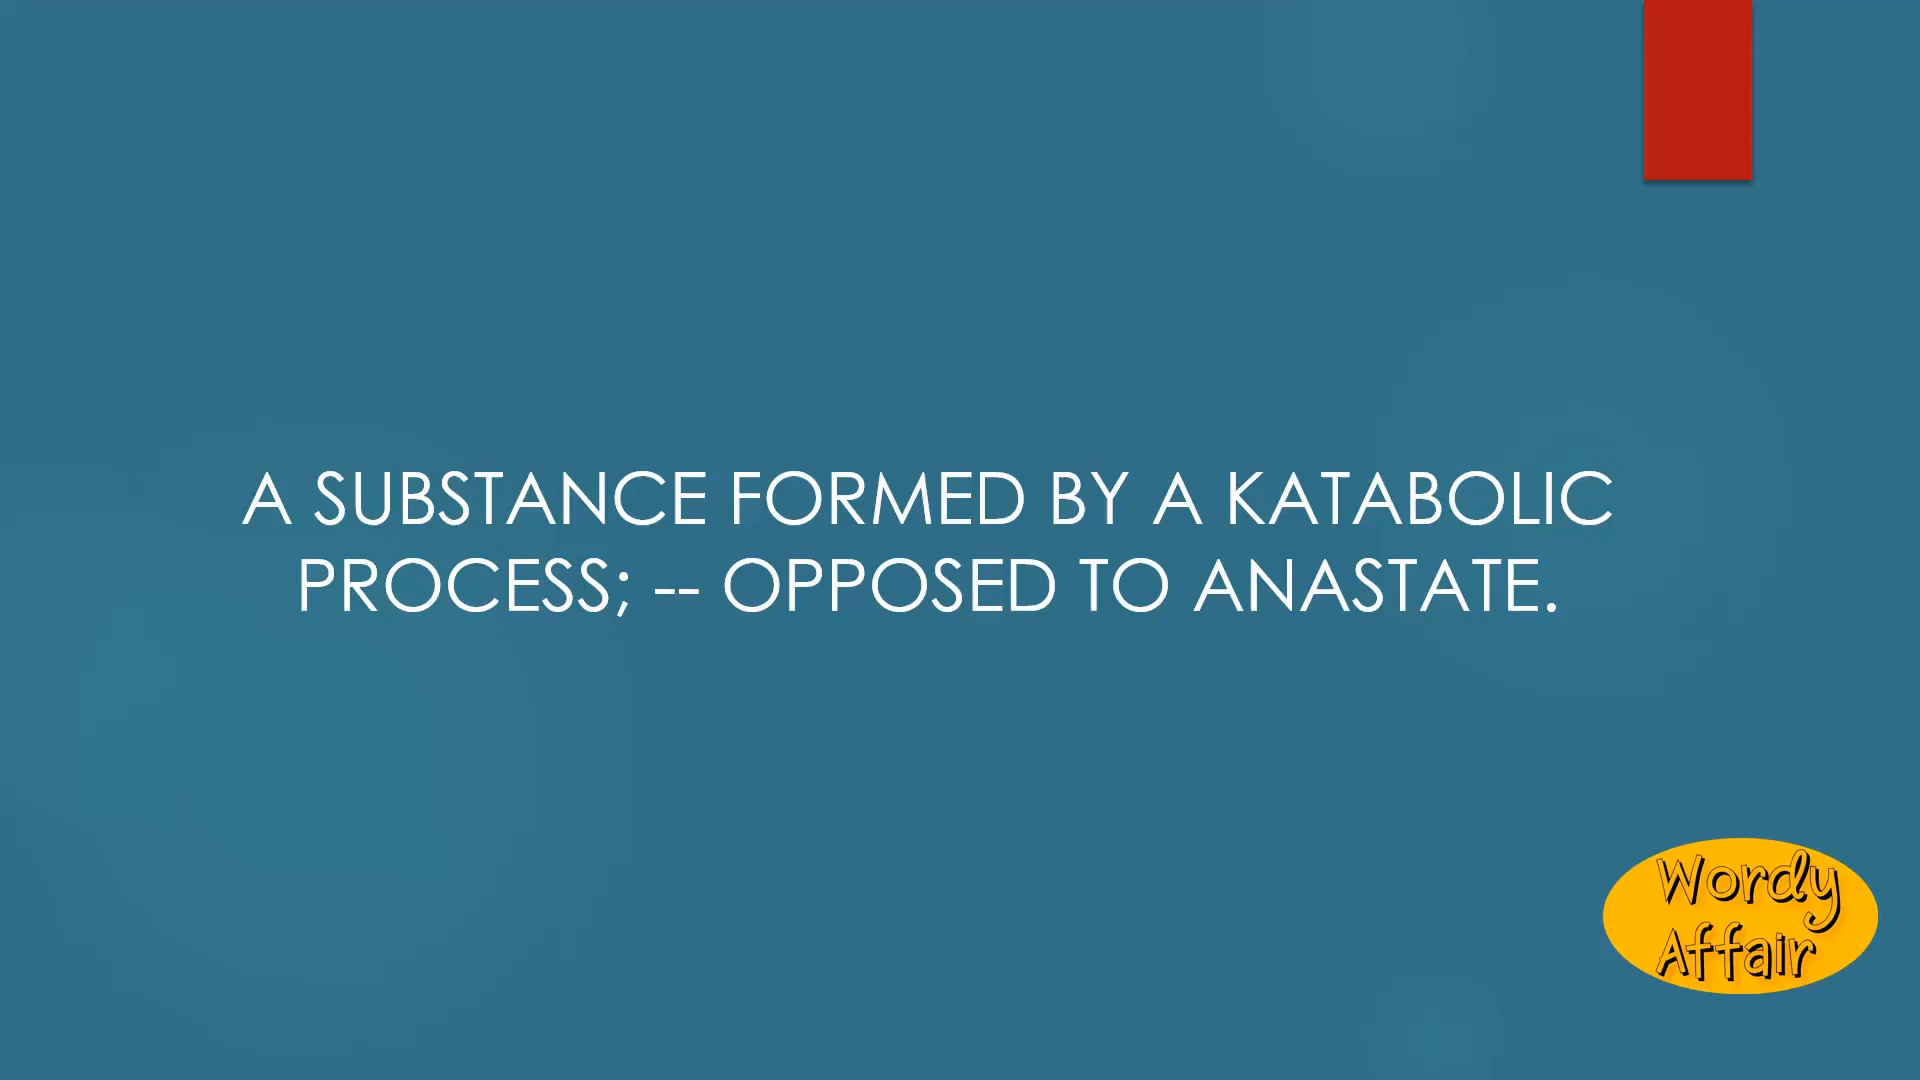 A SUBSTANCE FORMED BY A KATABOLIC
PROCESS; -- OPPOSED TO ANASTATE.
Wordy
Affair